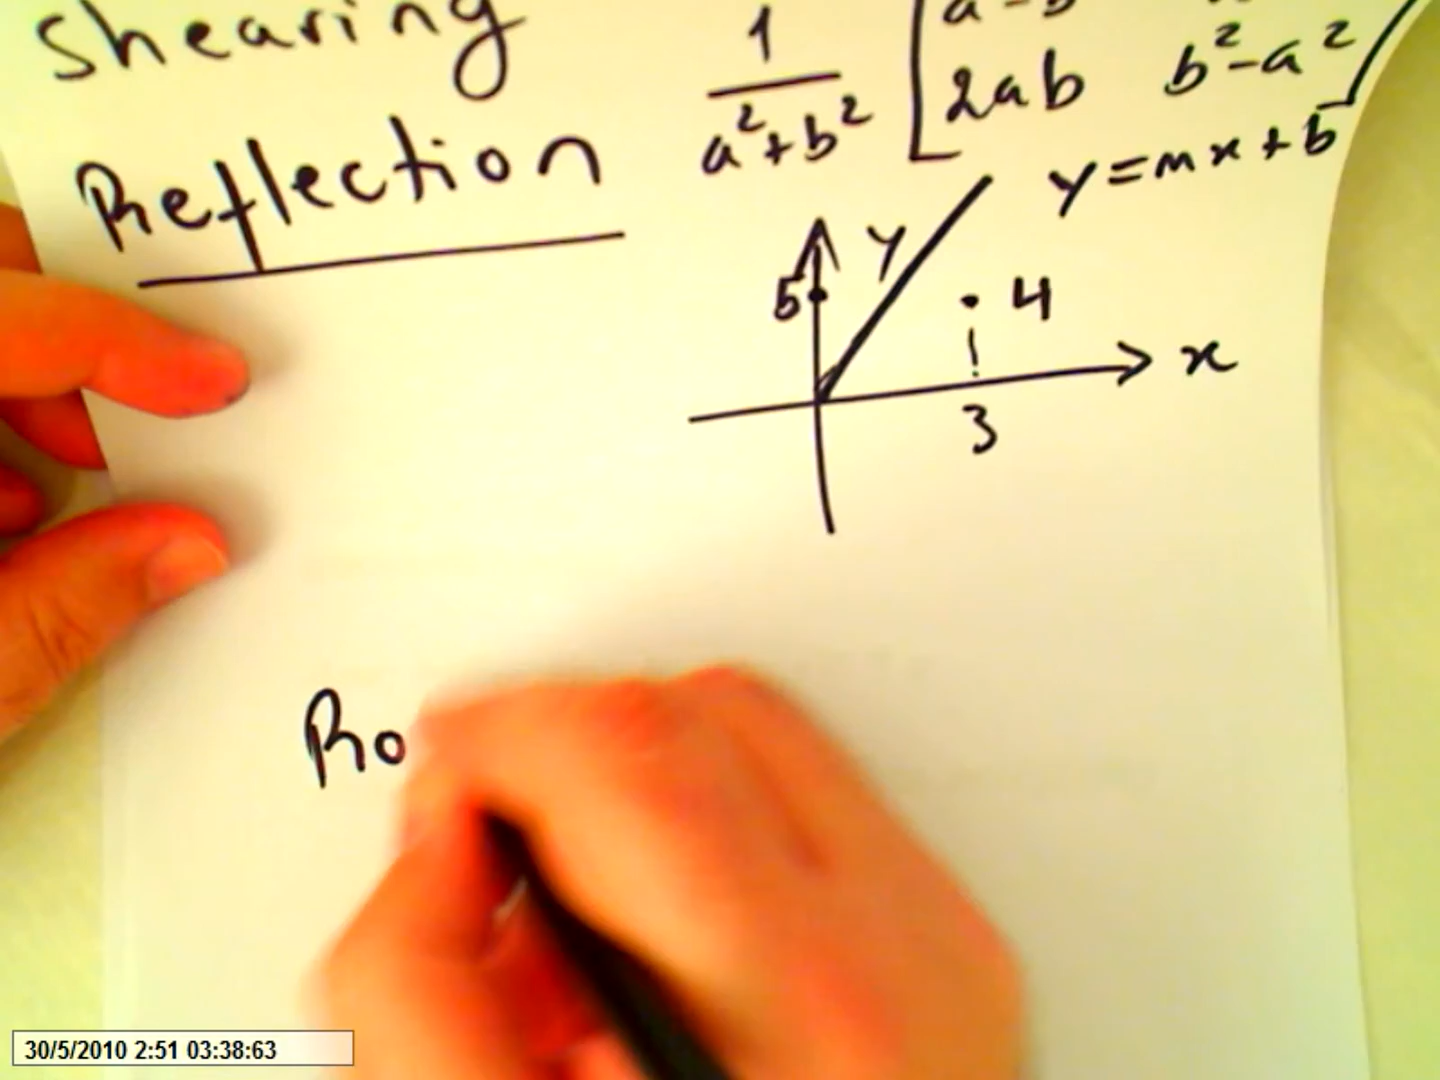 Shearing
Reflection
1
a²+b²
2ab b²-a²
y=mx+b
y
5
4
x
3
Ro
30/5/2010 2:51 03:38:63